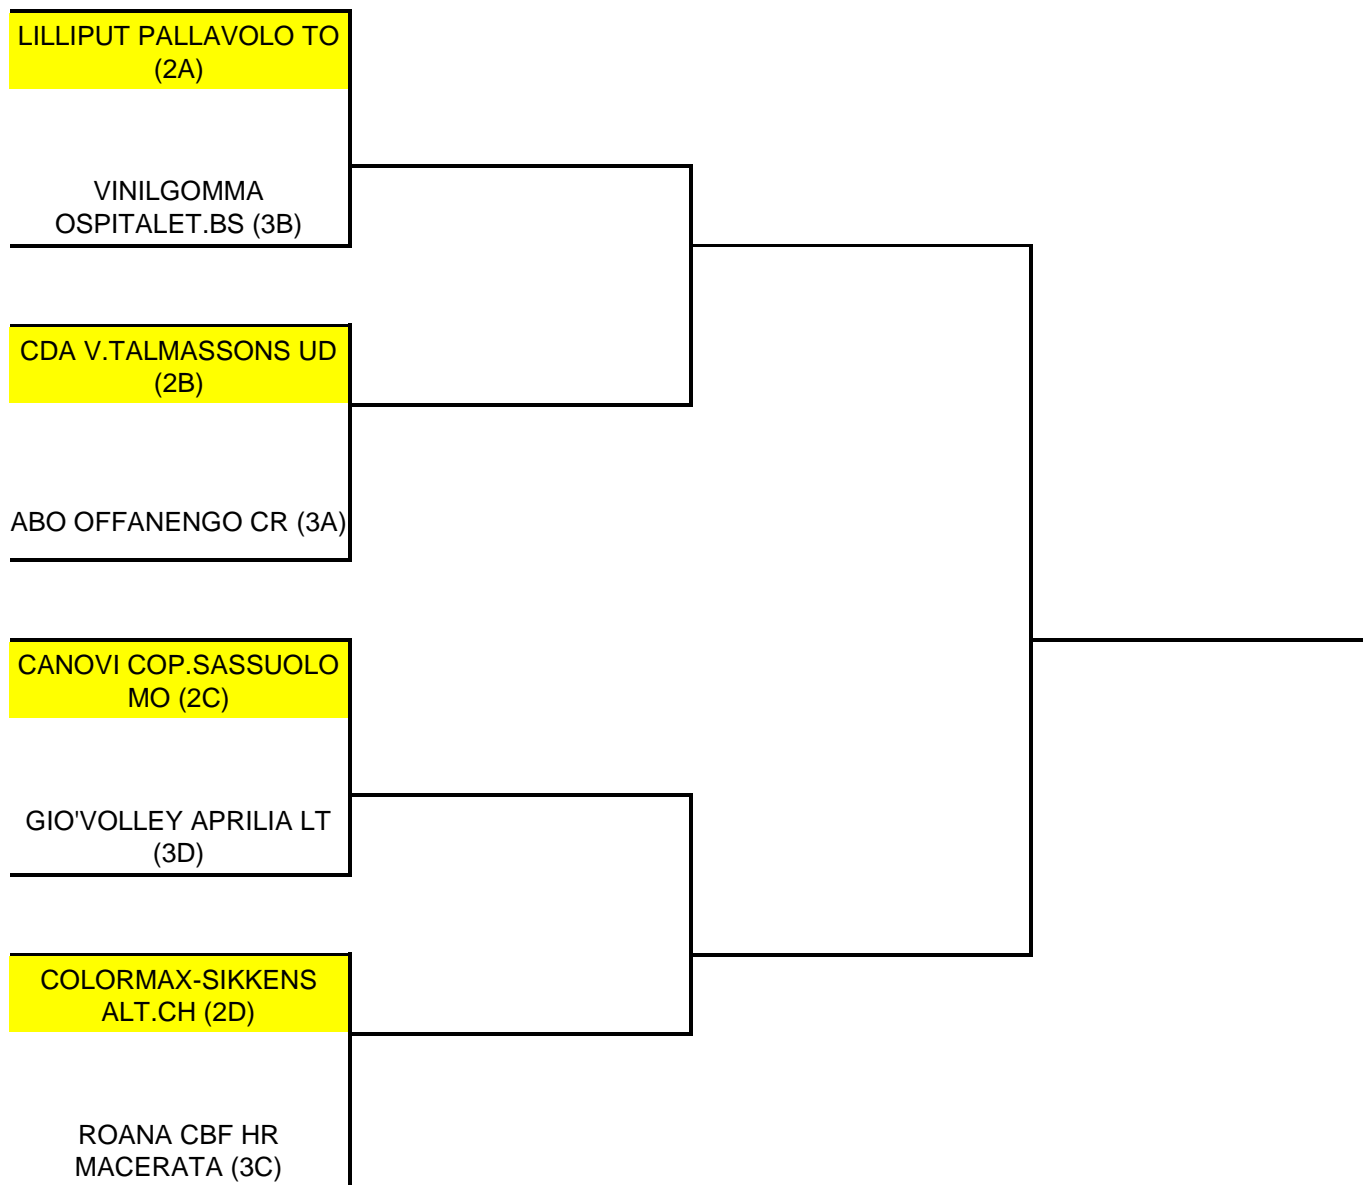 LILLIPUT PALLAVOLO TO
(2A)
VINILGOMMA
OSPITALET.BS (3B)
CDA V.TALMASSONS UD
(2B)
ABO OFFANENGO CR (3A)
CANOVI COP.SASSUOLO
MO (2C)
GIO'VOLLEY APRILIA LT
(3D)
COLORMAX-SIKKENS
ALT.CH (2D)
ROANA CBF HR
MACERATA (3C)